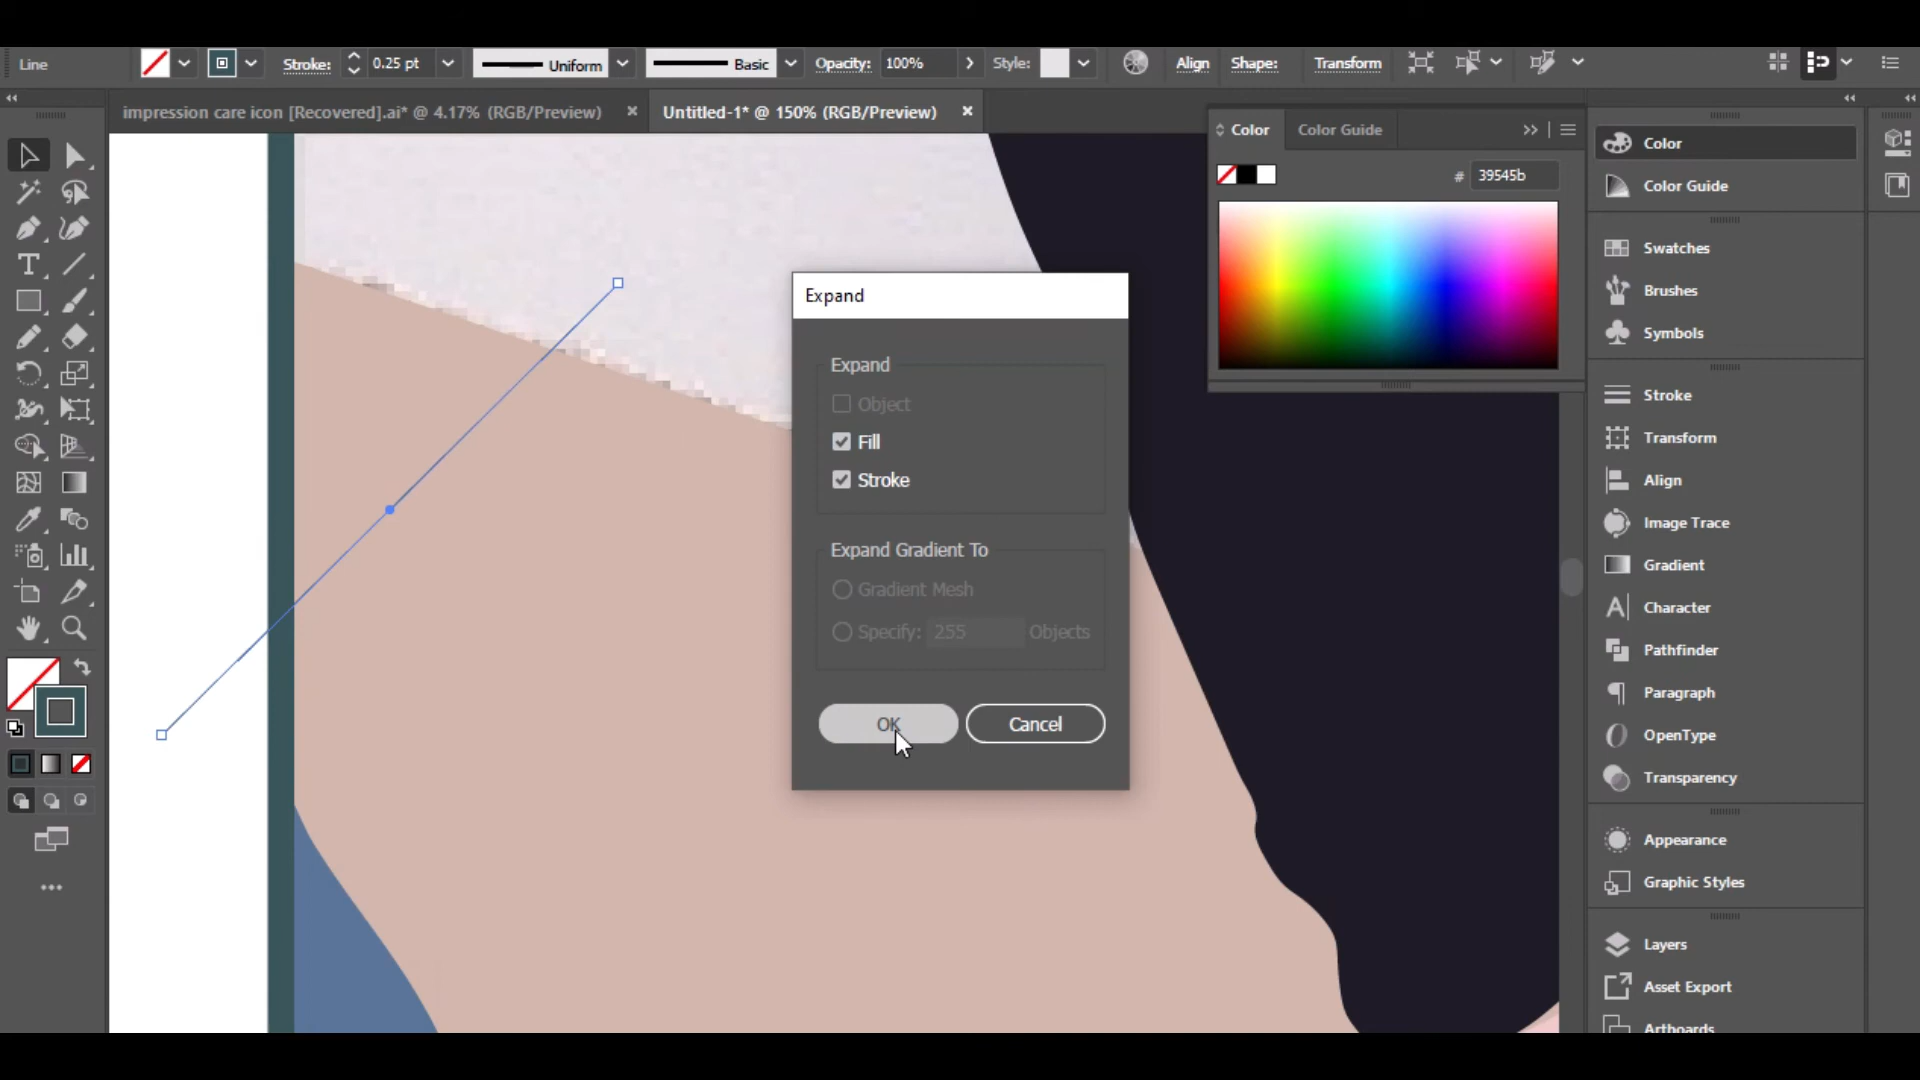 Line
Stroke:
0.25 pt
Uniform
Basic
Opacity:
100%
Style:
Align
Shape:
Transform
impression care icon [Recovered].ai* @ 4.17% (RGB/Preview)
Untitled-1* @ 150% (RGB/Preview)
Color
Color Guide
# 39545b
Expand
Expand
Object
Fill
Stroke
Expand Gradient To
Gradient Mesh
Specify: 255 Objects
OK
Cancel
Color
Color Guide
Swatches
Brushes
Symbols
Stroke
Transform
Align
Image Trace
Gradient
Character
Pathfinder
Paragraph
OpenType
Transparency
Appearance
Graphic Styles
Layers
Asset Export
Artboards